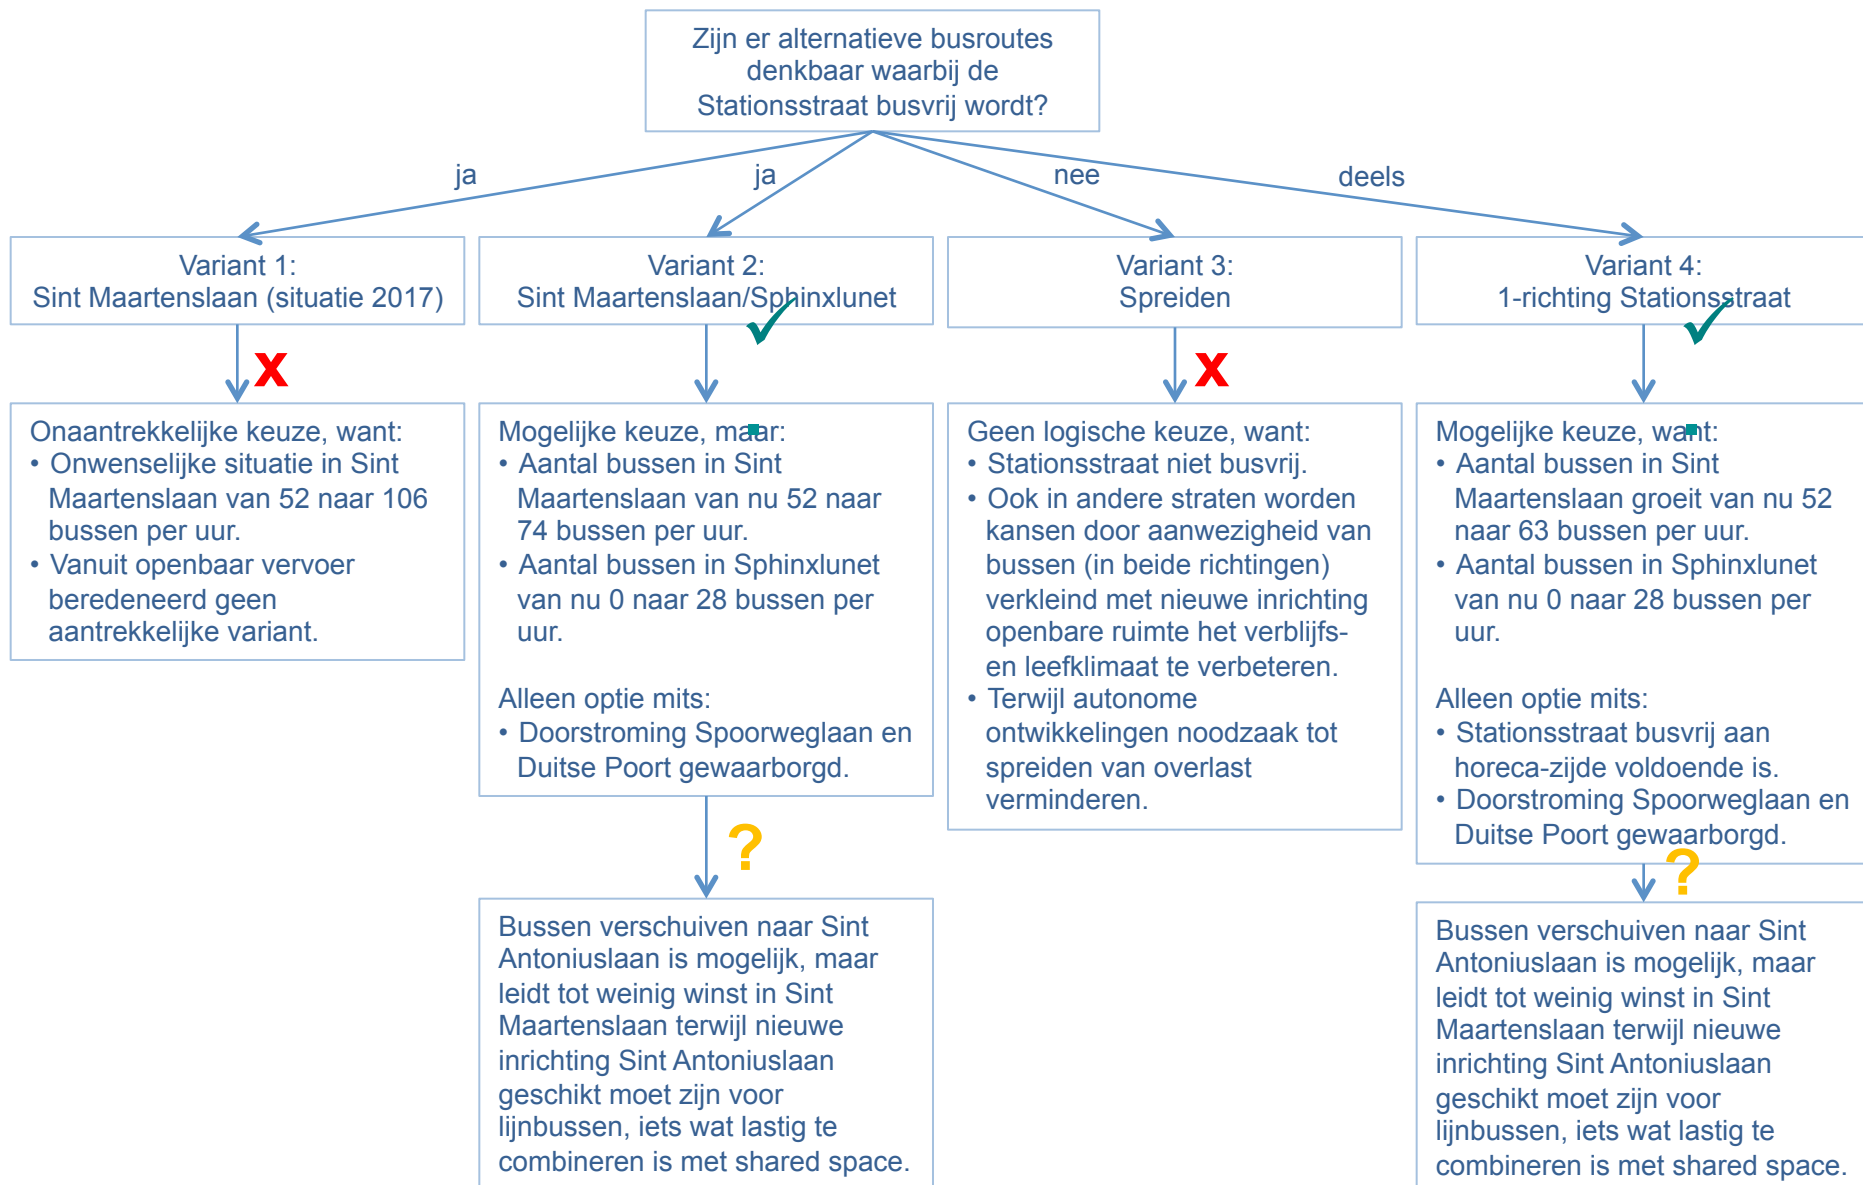 Zijn er alternatieve busroutes
denkbaar waarbij de
Stationsstraat busvrij wordt?
ja
ja
nee
deels
Variant 1:
Sint Maartenslaan (situatie 2017)
Variant 2:
Sint Maartenslaan/Sphinxlunet
Variant 3:
Spreiden
Variant 4:
1-richting Stationsstraat
X
X
Onaantrekkelijke keuze, want:
• Onwenselijke situatie in Sint
Maartenslaan van 52 naar 106
bussen per uur.
• Vanuit openbaar vervoer
beredeneerd geen
aantrekkelijke variant.
Mogelijke keuze, maar:
• Aantal bussen in Sint
Maartenslaan van nu 52 naar
74 bussen per uur.
• Aantal bussen in Sphinxlunet
van nu 0 naar 28 bussen per
uur.
Alleen optie mits:
• Doorstroming Spoorweglaan en
Duitse Poort gewaarborgd.
Geen logische keuze, want:
• Stationsstraat niet busvrij.
• Ook in andere straten worden
kansen door aanwezigheid van
bussen (in beide richtingen)
verkleind met nieuwe inrichting
openbare ruimte het verblijfs-
en leefklimaat te verbeteren.
• Terwijl autonome
ontwikkelingen noodzaak tot
spreiden van overlast
verminderen.
Mogelijke keuze, want:
• Aantal bussen in Sint
Maartenslaan groeit van nu 52
naar 63 bussen per uur.
• Aantal bussen in Sphinxlunet
van nu 0 naar 28 bussen per
uur.
Alleen optie mits:
• Stationsstraat busvrij aan
horeca-zijde voldoende is.
• Doorstroming Spoorweglaan en
Duitse Poort gewaarborgd.
?
?
Bussen verschuiven naar Sint
Antoniuslaan is mogelijk, maar
leidt tot weinig winst in Sint
Maartenslaan terwijl nieuwe
inrichting Sint Antoniuslaan
geschikt moet zijn voor
lijnbussen, iets wat lastig te
combineren is met shared space.
Bussen verschuiven naar Sint
Antoniuslaan is mogelijk, maar
leidt tot weinig winst in Sint
Maartenslaan terwijl nieuwe
inrichting Sint Antoniuslaan
geschikt moet zijn voor
lijnbussen, iets wat lastig te
combineren is met shared space.